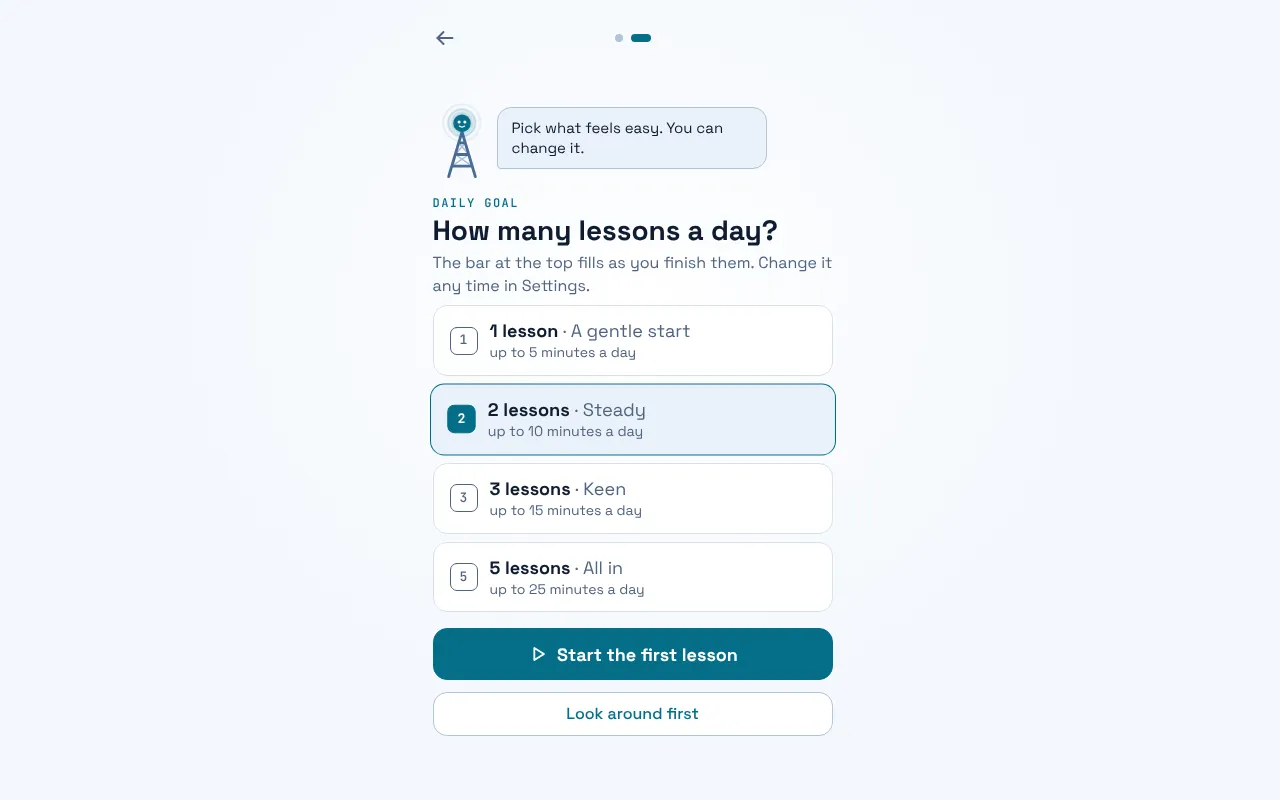 Pick what feels easy. You can
change it.
DAILY GOAL
How many lessons a day?
The bar at the top fills as you finish them. Change it
any time in Settings.
1
1 lesson · A gentle start
up to 5 minutes a day
2
2 lessons · Steady
up to 10 minutes a day
3
3 lessons · Keen
up to 15 minutes a day
5
5 lessons · All in
up to 25 minutes a day
Start the first lesson
Look around first